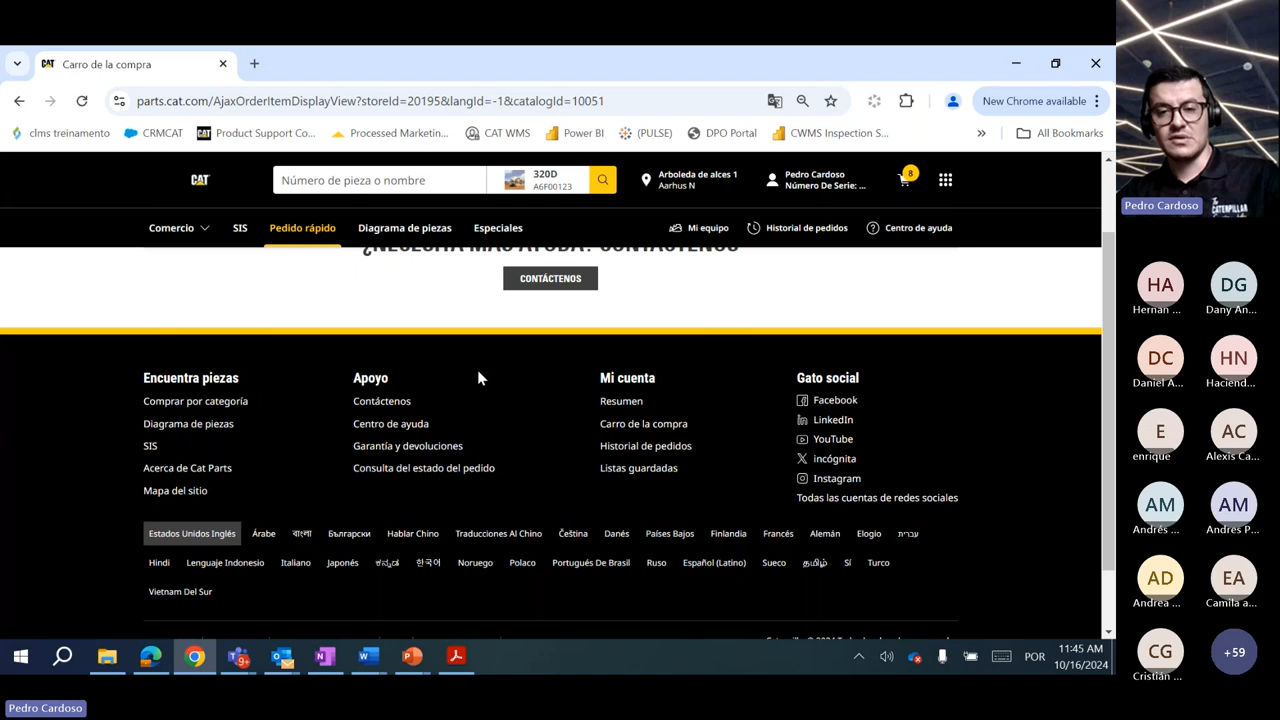 CAT Carro de la compra
parts.cat.com/AjaxOrderItemDisplayView?storeId=20195&langId=-1&catalogId=10051
New Chrome available
clms treinamento
CRMCAT
CAT Product Support Co...
Processed Marketin...
CAT WMS
Power BI
(PULSE)
DPO Portal
CWMS Inspection S...
»
All Bookmarks
CAT
Número de pieza o nombre
320D
A6F00123
Arboleda de alces 1
Aarhus N
Pedro Cardoso
Número De Serie: ...
8
Comercio
SIS
Pedido rápido
Diagrama de piezas
Especiales
Mi equipo
Historial de pedidos
Centro de ayuda
¿NECESITA MÁS AYUDA? CONTÁCTENOS
CONTÁCTENOS
Encuentra piezas
Comprar por categoría
Diagrama de piezas
SIS
Acerca de Cat Parts
Mapa del sitio
Apoyo
Contáctenos
Centro de ayuda
Garantía y devoluciones
Consulta del estado del pedido
Mi cuenta
Resumen
Carro de la compra
Historial de pedidos
Listas guardadas
Gato social
Facebook
LinkedIn
YouTube
incógnita
Instagram
Todas las cuentas de redes sociales
Estados Unidos Inglés Árabe বাংলা Български Hablar Chino Traducciones Al Chino Čeština Danés Países Bajos Finlandia Francés Alemán Elogio עברית
Hindi Lenguaje Indonesio Italiano Japonés ಕನ್ನಡ 한국어 Noruego Polaco Portugués De Brasil Ruso Español (Latino) Sueco தமிழ் Sí Turco
Vietnam Del Sur
9+
POR
11:45 AM
10/16/2024
Pedro Cardoso
CATERPILLAR
Pedro Cardoso
HA
Hernan ...
DG
Dany An...
DC
Daniel A...
HN
Haciend...
E
enrique
AC
Alexis Ca...
AM
Andrés ...
AM
Andres P...
AD
Andrea ...
EA
Camila a...
CG
Cristián ...
+59